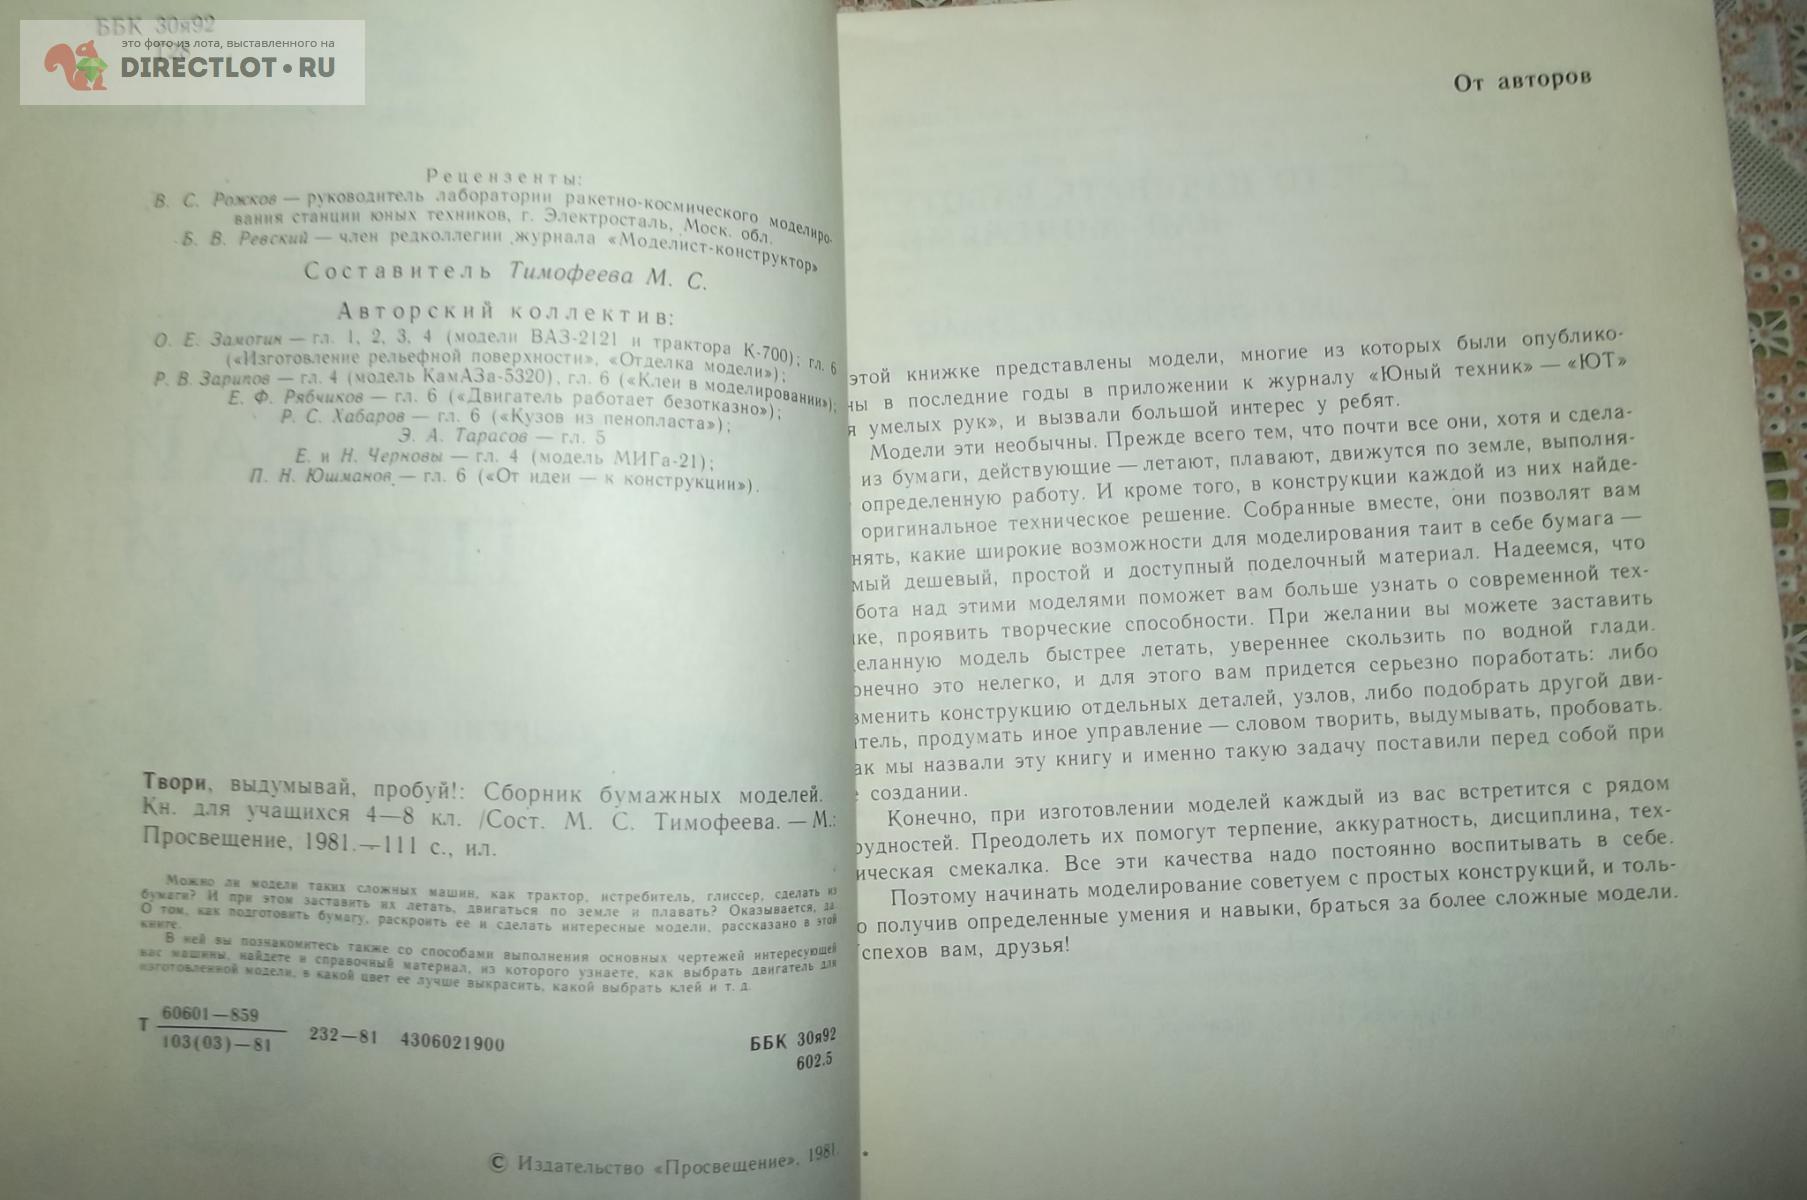 ББК 30я92
это фото из лота, выставленного на
DIRECTLOT.RU
Рецензенты:
В. С. Рожков — руководитель лаборатории ракетно-космического моделиро-
вания станции юных техников, г. Электросталь, Моск. обл.
Б. В. Ревский — член редколлегии журнала «Моделист-конструктор»
Составитель Тимофеева М. С.
Авторский коллектив:
О. Е. Замотин — гл. 1, 2, 3, 4 (модели ВАЗ-2121 и трактора К-700); гл. 6
(«Изготовление рельефной поверхности», «Отделка модели»);
Р. В. Зарипов — гл. 4 (модель КамАЗа-5320), гл. 6 («Клеи в моделировании»);
Е. Ф. Рябчиков — гл. 6 («Двигатель работает безотказно»);
Р. С. Хабаров — гл. 6 («Кузов из пенопласта»);
Э. А. Тарасов — гл. 5
Е. и Н. Черковы — гл. 4 (модель МИГа-21);
П. Н. Юшманов — гл. 6 («От идеи — к конструкции»).
Твори, выдумывай, пробуй!: Сборник бумажных моделей.
Кн. для учащихся 4—8 кл. /Сост. М. С. Тимофеева. — М.:
Просвещение, 1981.—111 с., ил.
Можно ли модели таких сложных машин, как трактор, истребитель, глиссер, сделать из
бумаги? И при этом заставить их летать, двигаться по земле и плавать? Оказывается, да.
О том, как подготовить бумагу, раскроить ее и сделать интересные модели, рассказано в этой
книге.
В ней вы познакомитесь также со способами выполнения основных чертежей интересующей
вас машины, найдете и справочный материал, из которого узнаете, как выбрать двигатель для
изготовленной модели, в какой цвет ее лучше выкрасить, какой выбрать клей и т. д.
Т 60601—859
103(03)—81 232—81 4306021900
ББК 30я92
602.5
© Издательство «Просвещение», 1981.
От авторов
этой книжке представлены модели, многие из которых были опублико-
ны в последние годы в приложении к журналу «Юный техник» — «ЮТ»
я умелых рук», и вызвали большой интерес у ребят.
Модели эти необычны. Прежде всего тем, что почти все они, хотя и сдела-
из бумаги, действующие — летают, плавают, движутся по земле, выполня-
определенную работу. И кроме того, в конструкции каждой из них найде-
оригинальное техническое решение. Собранные вместе, они позволят вам
нять, какие широкие возможности для моделирования таит в себе бумага —
мый дешевый, простой и доступный поделочный материал. Надеемся, что
бота над этими моделями поможет вам больше узнать о современной тех-
ке, проявить творческие способности. При желании вы можете заставить
еланную модель быстрее летать, увереннее скользить по водной глади.
онечно это нелегко, и для этого вам придется серьезно поработать: либо
зменить конструкцию отдельных деталей, узлов, либо подобрать другой дви-
тель, продумать иное управление — словом творить, выдумывать, пробовать.
ак мы назвали эту книгу и именно такую задачу поставили перед собой при
создании.
Конечно, при изготовлении моделей каждый из вас встретится с рядом
рудностей. Преодолеть их помогут терпение, аккуратность, дисциплина, тех-
ическая смекалка. Все эти качества надо постоянно воспитывать в себе.
Поэтому начинать моделирование советуем с простых конструкций, и толь-
о получив определенные умения и навыки, браться за более сложные модели.
спехов вам, друзья!